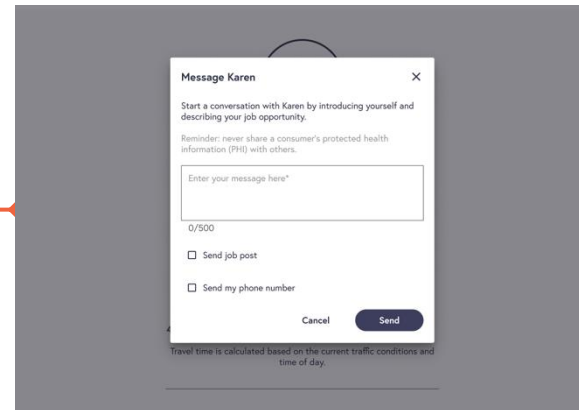 Message Karen
Start a conversation with Karen by introducing yourself and
describing your job opportunity.
Reminder: never share a consumer's protected health
information (PHI) with others.
Enter your message here*
0/500
Send job post
Send my phone number
Cancel
Send
Travel time is calculated based on the current traffic conditions and
time of day.